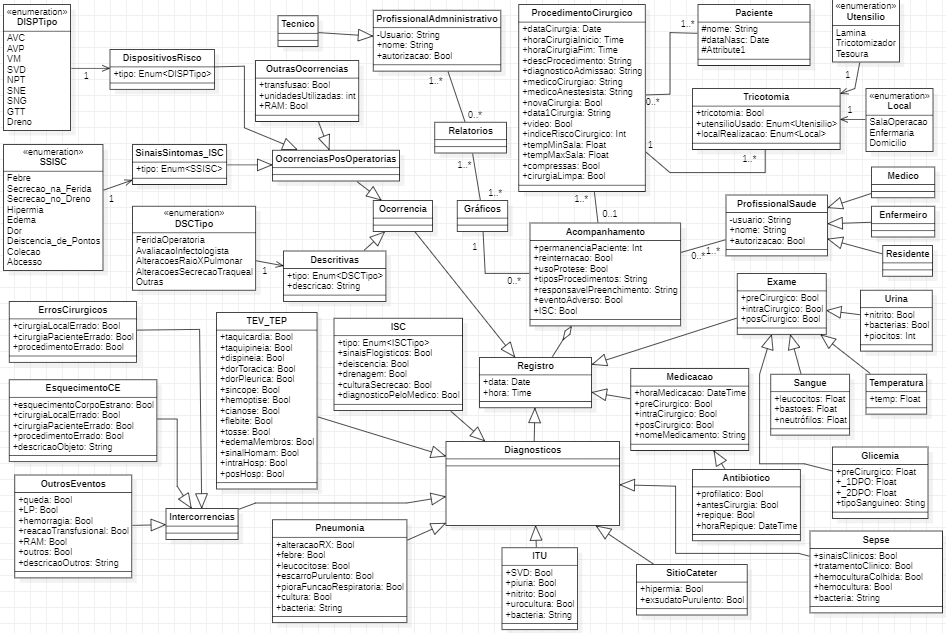 «enumeration»
DISPTipo
AVC
AVP
VM
SVD
NPT
SNE
SNG
GTT
Dreno
1
DispositivosRisco
+tipo: Enum<DISPTipo>
Tecnico
ProfissionalAdministrativo
-Usuario: String
+nome: String
+autorizacao: Bool
1..*
0..*
OutrasOcorrencias
+transfusao: Bool
+unidadesUtilizadas: int
+RAM: Bool
Relatorios
1..*
1..*
ProcedimentoCirurgico
+dataCirurgia: Date
+horaCirurgiaInicio: Time
+horaCirurgiaFim: Time
+descProcedimento: String
+diagnosticoAdmissao: String
+medicoCirurgiao: String
+medicoAnestesista: String
+novaCirurgia: Bool
+data1Cirurgia: String
+video: Bool
+indiceRiscoCirurgico: Int
+tempMinSala: Float
+tempMaxSala: Float
+compressas: Bool
+cirurgiaLimpa: Bool
1..*
0..*
Paciente
#nome: String
#dataNasc: Date
#Attribute1
«enumeration»
Utensilio
Lamina
Tricotomizador
Tesoura
1
Tricotomia
+tricotomia: Bool
+utensilioUsado: Enum<Utenisilio>
+localRealizacao: Enum<Local>
1
1..*
1
«enumeration»
Local
SalaOperacao
Enfermaria
Domicilio
«enumeration»
SSISC
Febre
Secrecao_na_Ferida
Secrecao_no_Dreno
Hipermia
Edema
Dor
Deiscencia_de_Pontos
Colecao
Abcesso
1
SinaisSintomas_ISC
+tipo: Enum<SSISC>
OcorrenciasPosOperatorias
Ocorrencia
«enumeration»
DSCTipo
FeridaOperatoria
AvaliacaoInfectologista
AlteracoesRaioXPulmonar
AlteracoesSecrecaoTraqueal
Outras
1
Descritivas
+tipo: Enum<DSCTipo>
+descricao: String
Gráficos
1
0..*
1..*
0..1
Acompanhamento
+permanenciaPaciente: Int
+reinternacao: Bool
+usoProtese: Bool
+tiposProcedimentos: String
+responsavelPreenchimento: String
+eventoAdverso: Bool
+ISC: Bool
0..*
1..*
ProfissionalSaude
-usuario: String
+nome: String
+autorizacao: Bool
Medico
Enfermeiro
Residente
Exame
+preCirurgico: Bool
+intraCirurgico: Bool
+posCirurgico: Bool
Urina
+nitrito: Bool
+bacterias: Bool
+piocitos: Int
ErrosCirurgicos
+cirurgiaLocalErrado: Bool
+cirurgiaPacienteErrado: Bool
+procedimentoErrado: Bool
TEV_TEP
+taquicardia: Bool
+taquipineia: Bool
+dispineia: Bool
+dorToracica: Bool
+dorPleurica: Bool
+sincope: Bool
+hemoptise: Bool
+cianose: Bool
+flebite: Bool
+tosse: Bool
+edemaMembros: Bool
+sinalHomam: Bool
+intraHosp: Bool
+posHosp: Bool
ISC
+tipo: Enum<ISCTipo>
+sinaisFlogisticos: Bool
+deiscencia: Bool
+drenagem: Bool
+culturaSecrecao: Bool
+diagnosticoPeloMedico: Bool
Registro
+data: Date
+hora: Time
Medicacao
+horaMedicacao: DateTime
+preCirurgico: Bool
+intraCirurgico: Bool
+posCirurgico: Bool
+nomeMedicamento: String
Sangue
+leucocitos: Float
+bastoes: Float
+neutrófilos: Float
Temperatura
+temp: Float
EsquecimentoCE
+esquecimentoCorpoEstrano: Bool
+cirurgiaLocalErrado: Bool
+cirurgiaPacienteErrado: Bool
+procedimentoErrado: Bool
+descricaoObjeto: String
Diagnosticos
Antibiotico
+profilatico: Bool
+antesCirurgia: Bool
+repique: Bool
+horaRepique: DateTime
Glicemia
+preCirurgico: Float
+_1DPO: Float
+_2DPO: Float
+tipoSanguineo: Sting
OutrosEventos
+queda: Bool
+LP: Bool
+hemorragia: Bool
+reacaoTransfusional: Bool
+RAM: Bool
+outros: Bool
+descricaoOutros: String
Intercorrencias
Pneumonia
+alteracaoRX: Bool
+febre: Bool
+leucocitose: Bool
+escarroPurulento: Bool
+pioraFuncaoRespiratoria: Bool
+cultura: Bool
+bacteria: String
ITU
+SVD: Bool
+piuria: Bool
+nitrito: Bool
+urocultura: Bool
+bacteria: String
SitioCateter
+hipermia: Bool
+exsudatoPurulento: Bool
Sepse
+sinaisClinicos: Bool
+tratamentoClinico: Bool
+hemoculturaColhida: Bool
+hemocultura: Bool
+bacteria: String